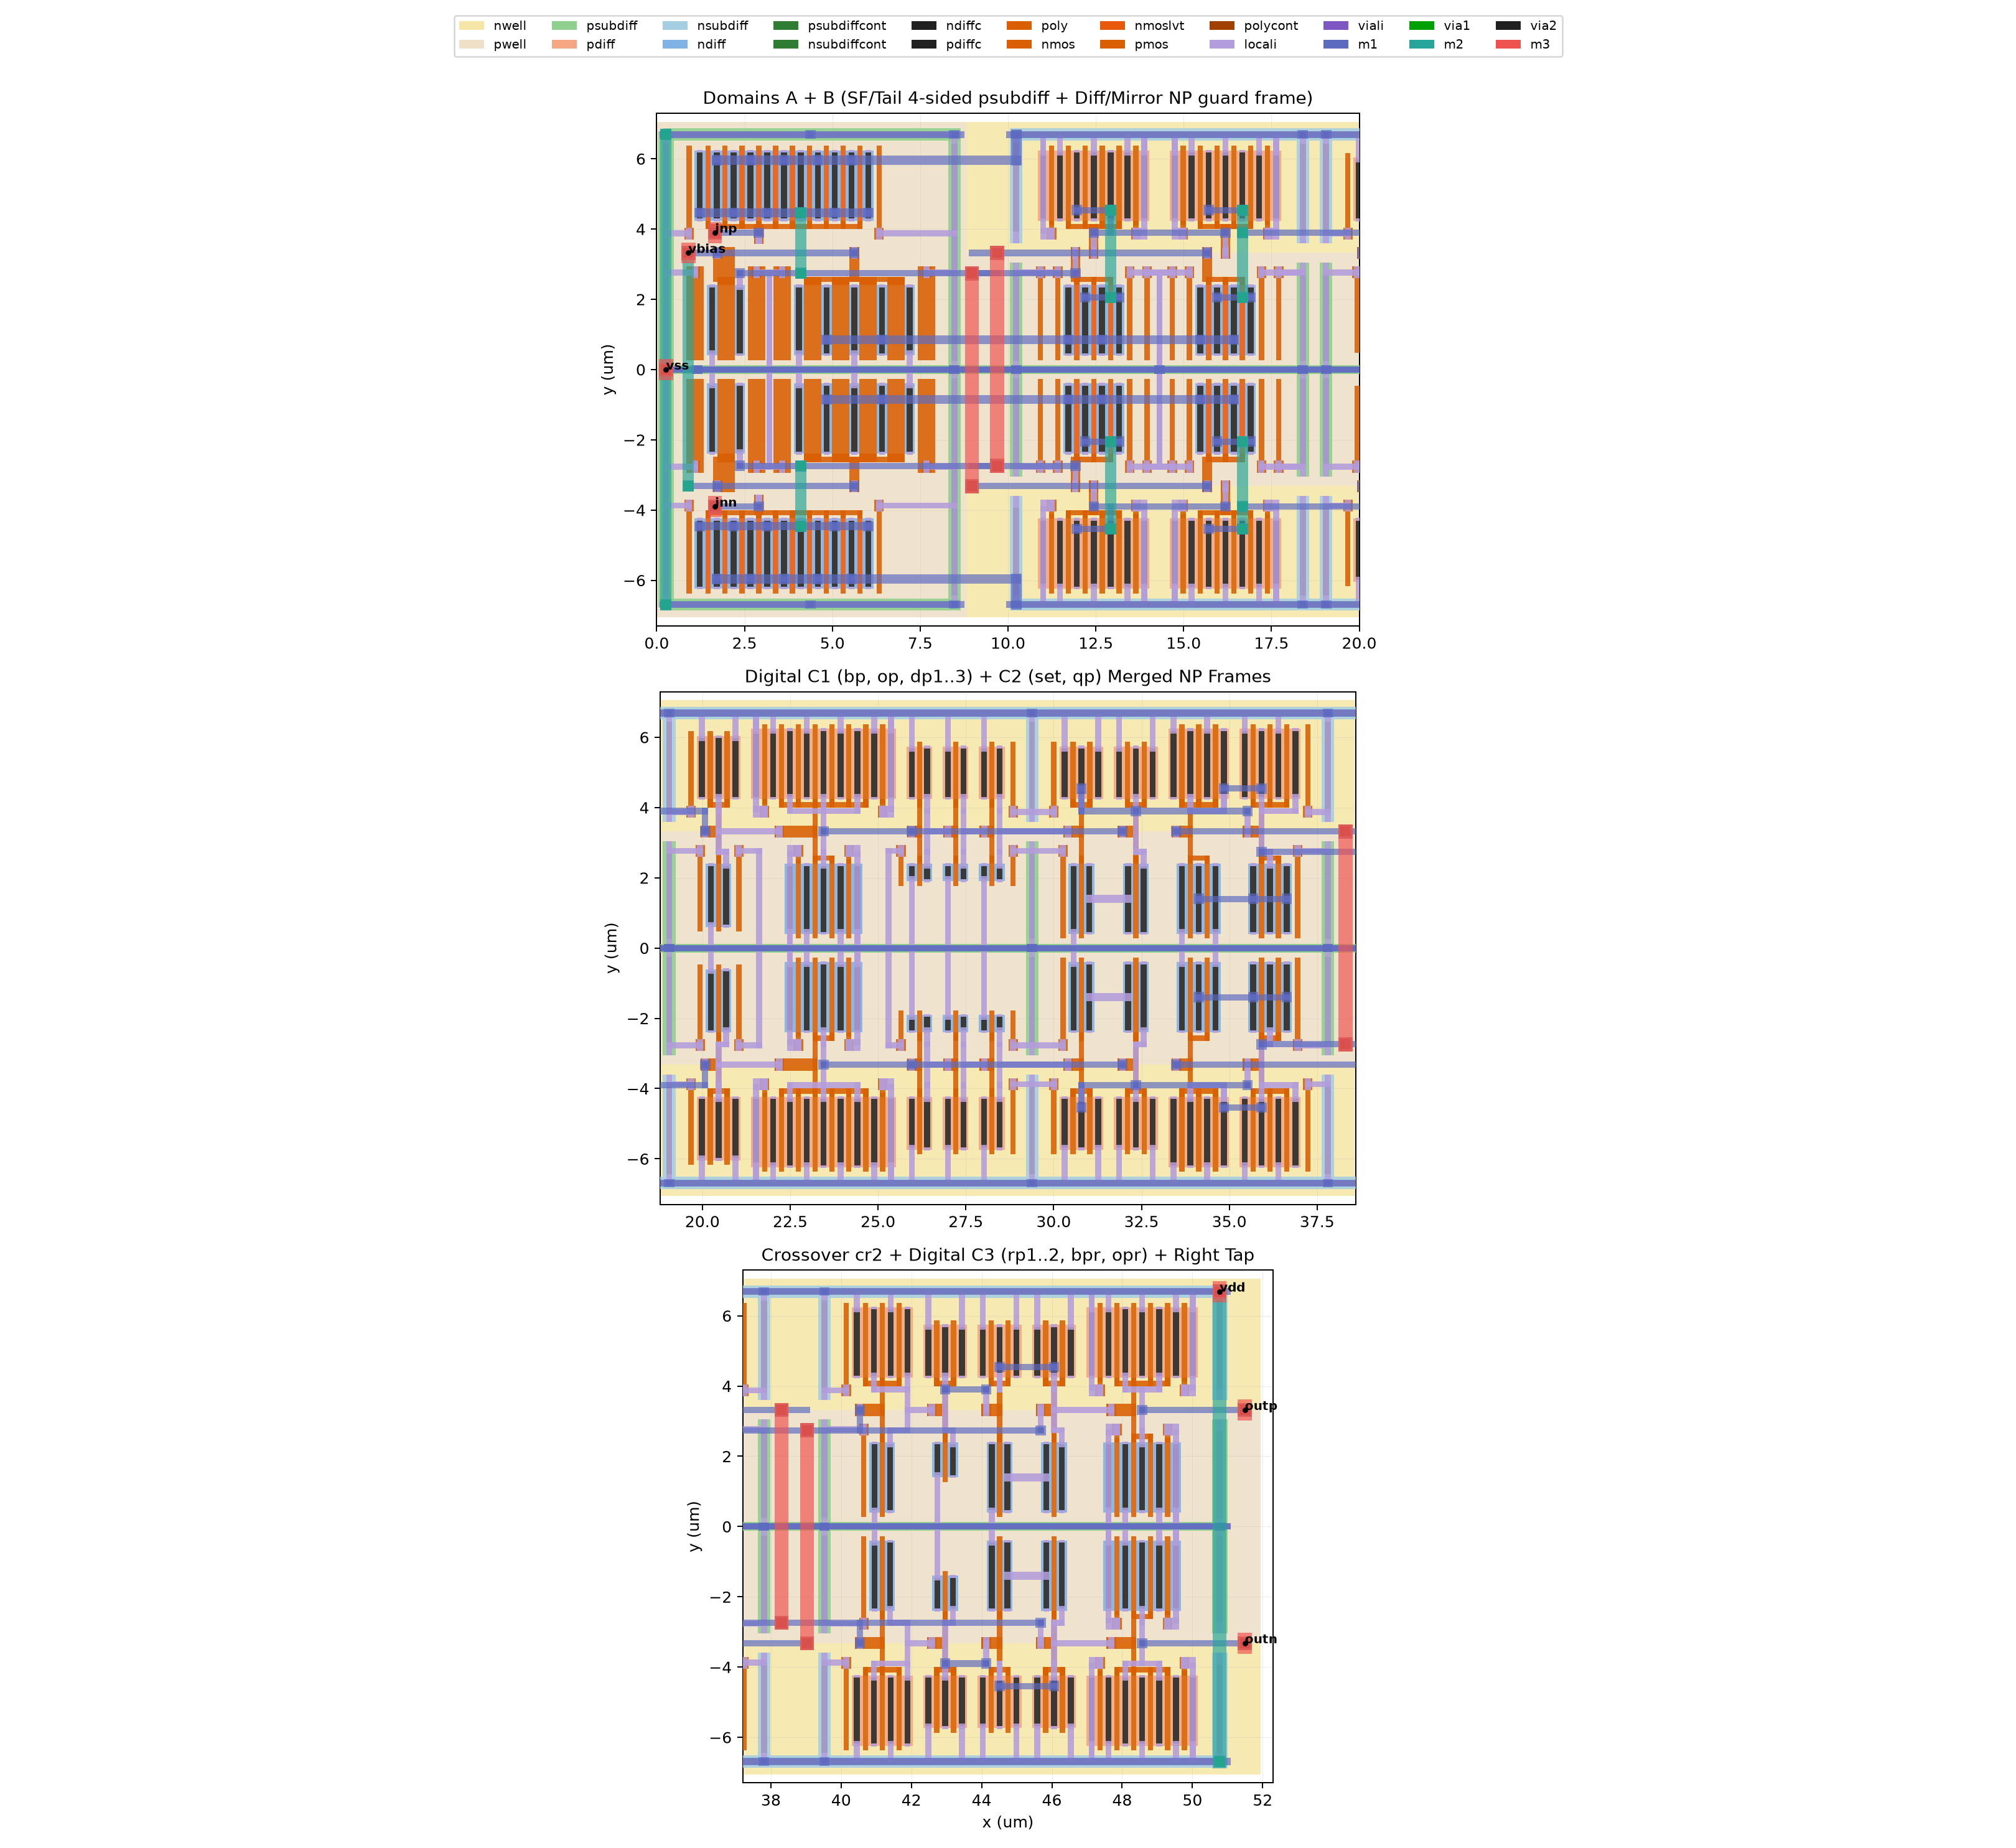 nwell psubdiff nsubdiff psubdiffcont ndiffc poly nmoslvt polycont viali via1 via2
pwell pdiff ndiff nsubdiffcont pdiffc nmos pmos locali m1 m2 m3
Domains A + B (SF/Tail 4-sided psubdiff + Diff/Mirror NP guard frame)
6
inp
4
vbias
2
y (um)
vss
0
−2
inn
−4
−6
0.0 2.5 5.0 7.5 10.0 12.5 15.0 17.5 20.0
Digital C1 (bp, op, dp1..3) + C2 (set, qp) Merged NP Frames
6
4
2
y (um)
0
−2
−4
−6
20.0 22.5 25.0 27.5 30.0 32.5 35.0 37.5
Crossover cr2 + Digital C3 (rp1..2, bpr, opr) + Right Tap
vdd
6
4
outp
2
y (um)
0
−2
outn
−4
−6
38 40 42 44 46 48 50 52
x (um)